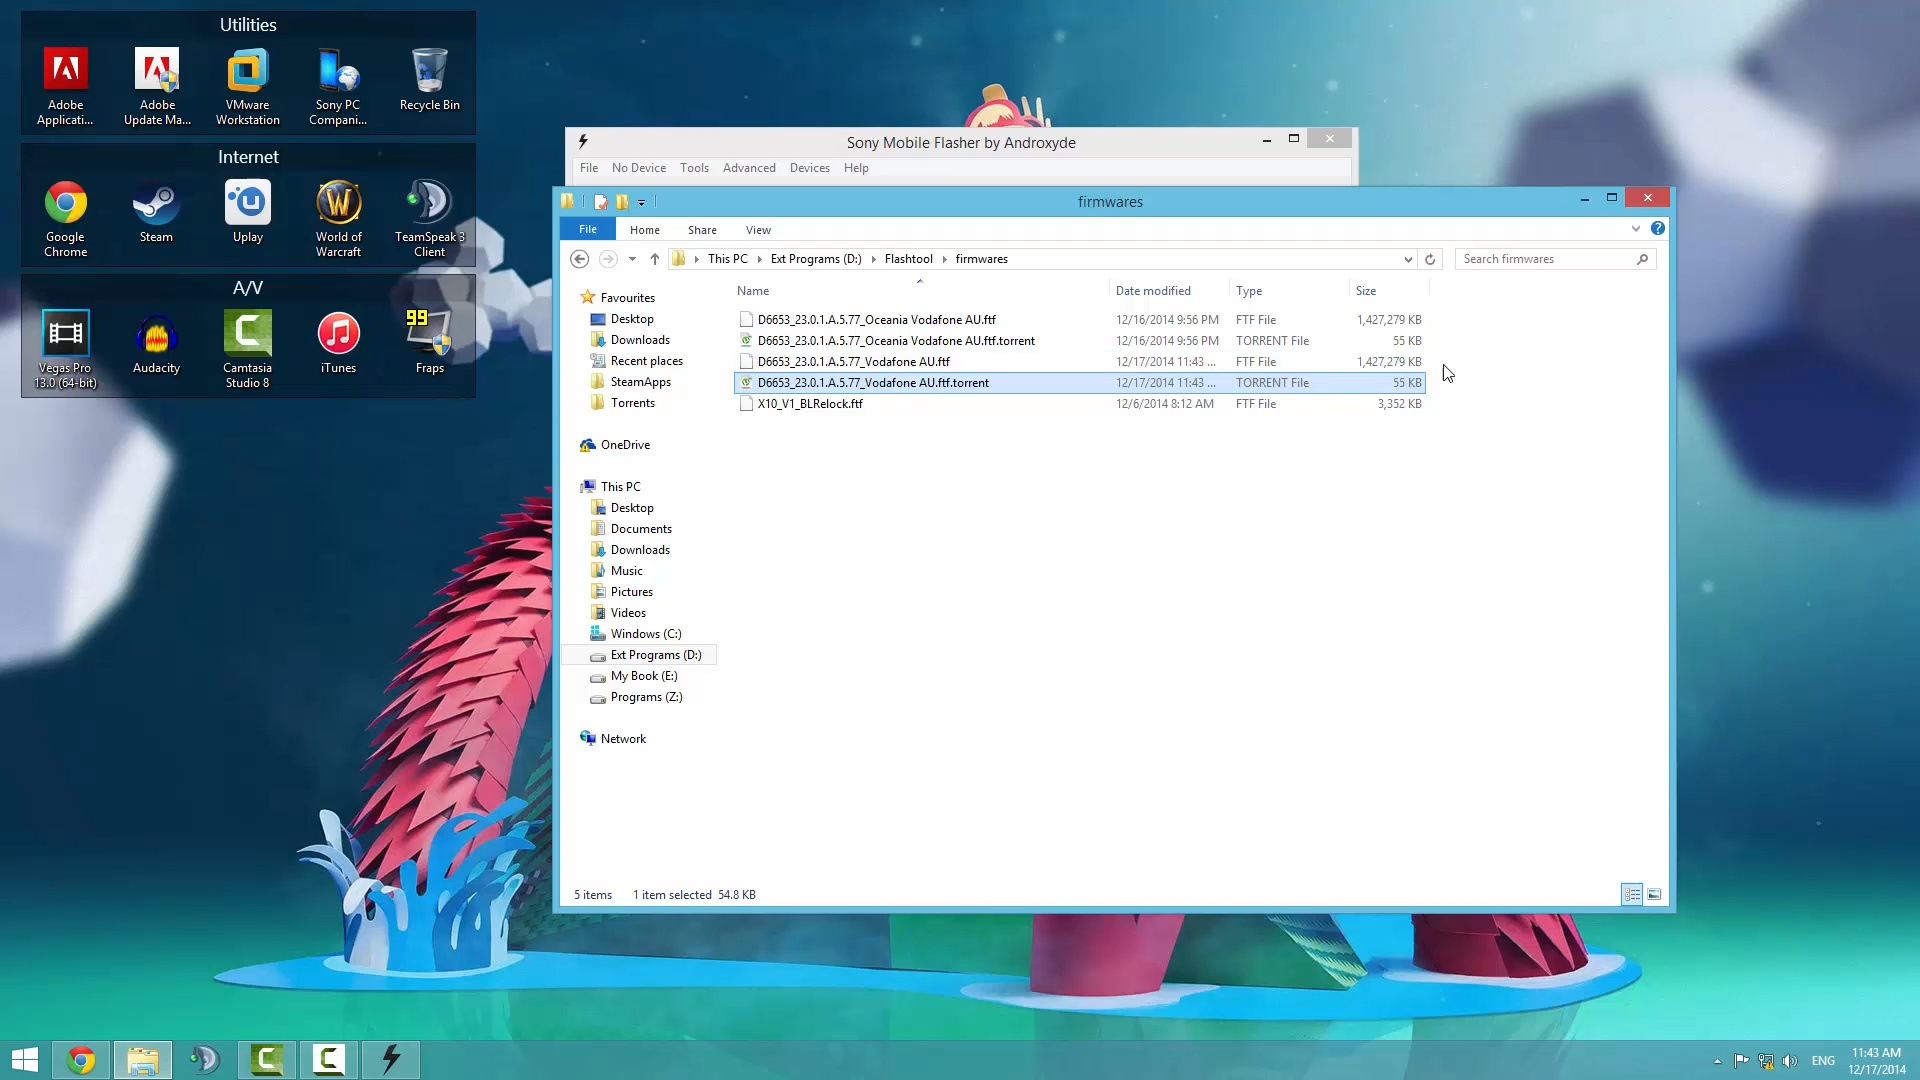 Utilities
Adobe Applicati...
Adobe Update Ma...
VMware Workstation
Sony PC Compani...
Recycle Bin
Internet
Google Chrome
Steam
Uplay
World of Warcraft
TeamSpeak 3 Client
A/V
Vegas Pro 13.0 (64-bit)
Audacity
Camtasia Studio 8
iTunes
99
Fraps
Sony Mobile Flasher by Androxyde
File No Device Tools Advanced Devices Help
firmwares
File Home Share View
This PC Ext Programs (D:) Flashtool firmwares
Search firmwares
Name Date modified Type Size
D6653_23.0.1.A.5.77_Oceania Vodafone AU.ftf 12/16/2014 9:56 PM FTF File 1,427,279 KB
D6653_23.0.1.A.5.77_Oceania Vodafone AU.ftf.torrent 12/16/2014 9:56 PM TORRENT File 55 KB
D6653_23.0.1.A.5.77_Vodafone AU.ftf 12/17/2014 11:43 ... FTF File 1,427,279 KB
D6653_23.0.1.A.5.77_Vodafone AU.ftf.torrent 12/17/2014 11:43 ... TORRENT File 55 KB
X10_V1_BLRelock.ftf 12/6/2014 8:12 AM FTF File 3,352 KB
Favourites
Desktop
Downloads
Recent places
SteamApps
Torrents
OneDrive
This PC
Desktop
Documents
Downloads
Music
Pictures
Videos
Windows (C:)
Ext Programs (D:)
My Book (E:)
Programs (Z:)
Network
5 items 1 item selected 54.8 KB
ENG
11:43 AM
12/17/2014